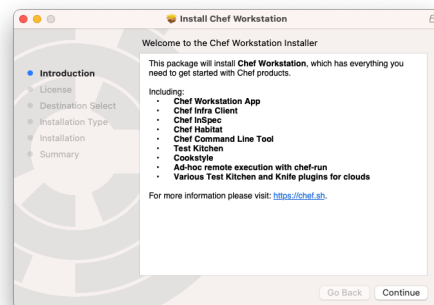 Install Chef Workstation
Welcome to the Chef Workstation Installer
Introduction
License
Destination Select
Installation Type
Installation
Summary
This package will install Chef Workstation, which has everything you
need to get started with Chef products.
Including:
• Chef Workstation App
• Chef Infra Client
• Chef InSpec
• Chef Habitat
• Chef Command Line Tool
• Test Kitchen
• Cookstyle
• Ad-hoc remote execution with chef-run
• Various Test Kitchen and Knife plugins for clouds
For more information please visit: https://chef.sh.
Go Back
Continue